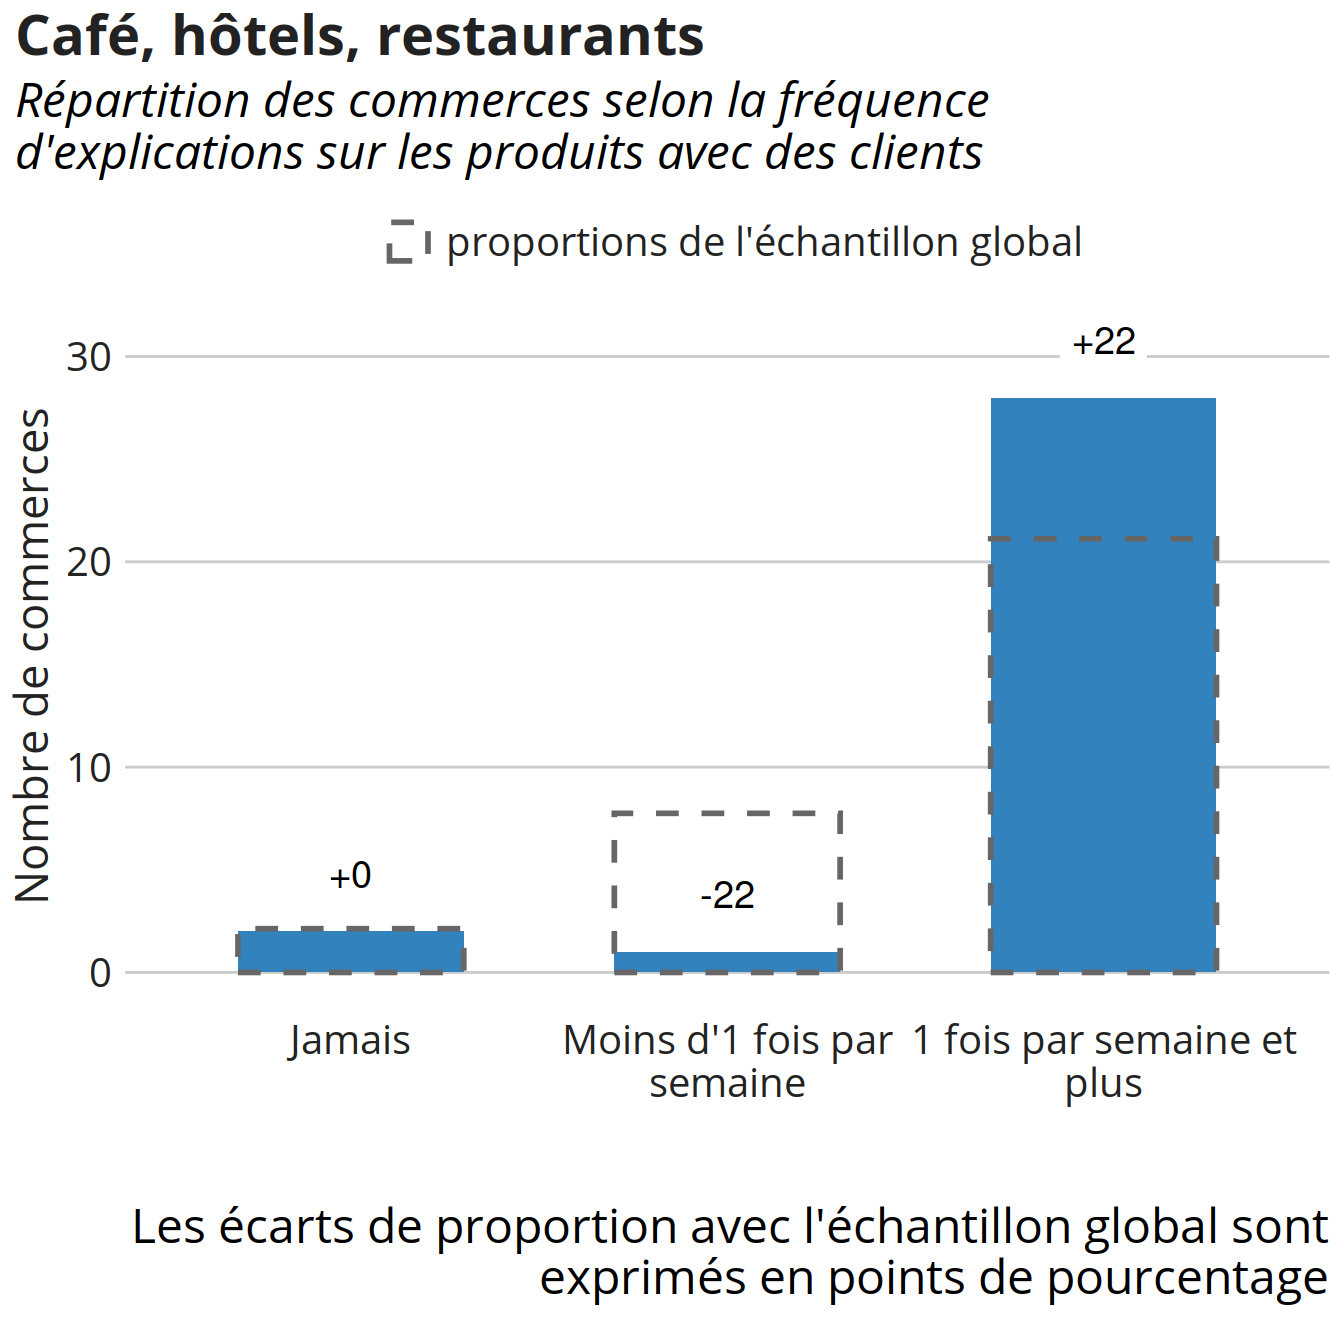 Café, hôtels, restaurants
Répartition des commerces selon la fréquence
d'explications sur les produits avec des clients
proportions de l'échantillon global
Nombre de commerces
30
20
10
0
+0
-22
+22
Jamais
Moins d'1 fois par
semaine
1 fois par semaine et
plus
Les écarts de proportion avec l'échantillon global sont
exprimés en points de pourcentage